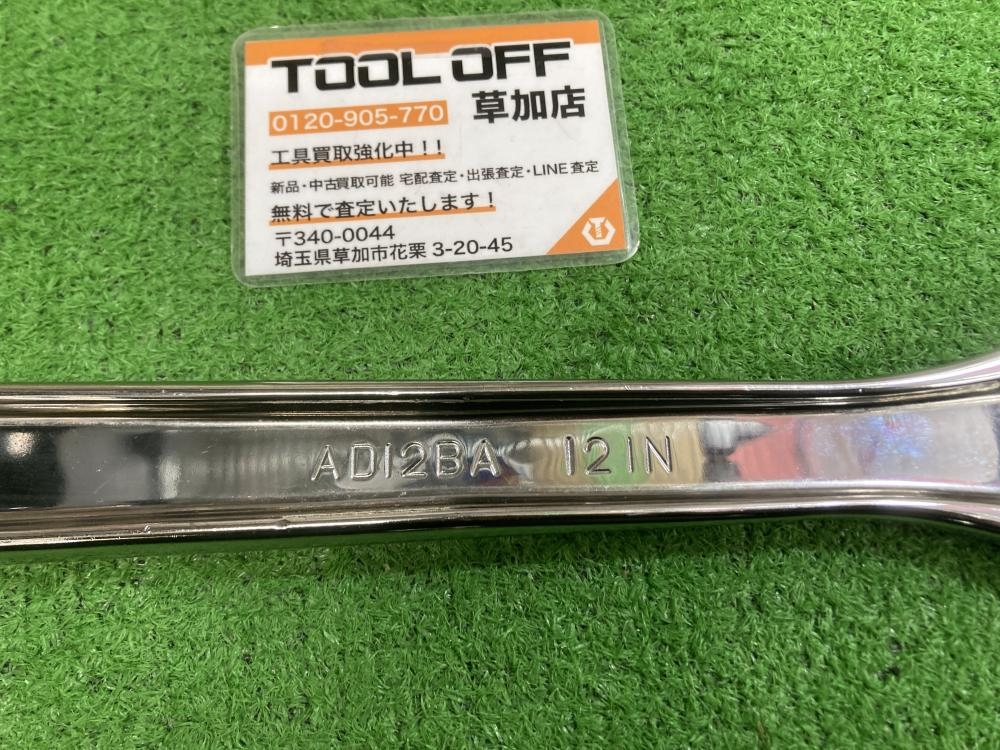 TOOL OFF
0120-905-770 草加店
工具買取強化中！！
新品・中古買取可能 宅配査定・出張査定・LINE査定
無料で査定いたします！
〒340-0044
埼玉県草加市花栗 3-20-45
AD12BA 12IN